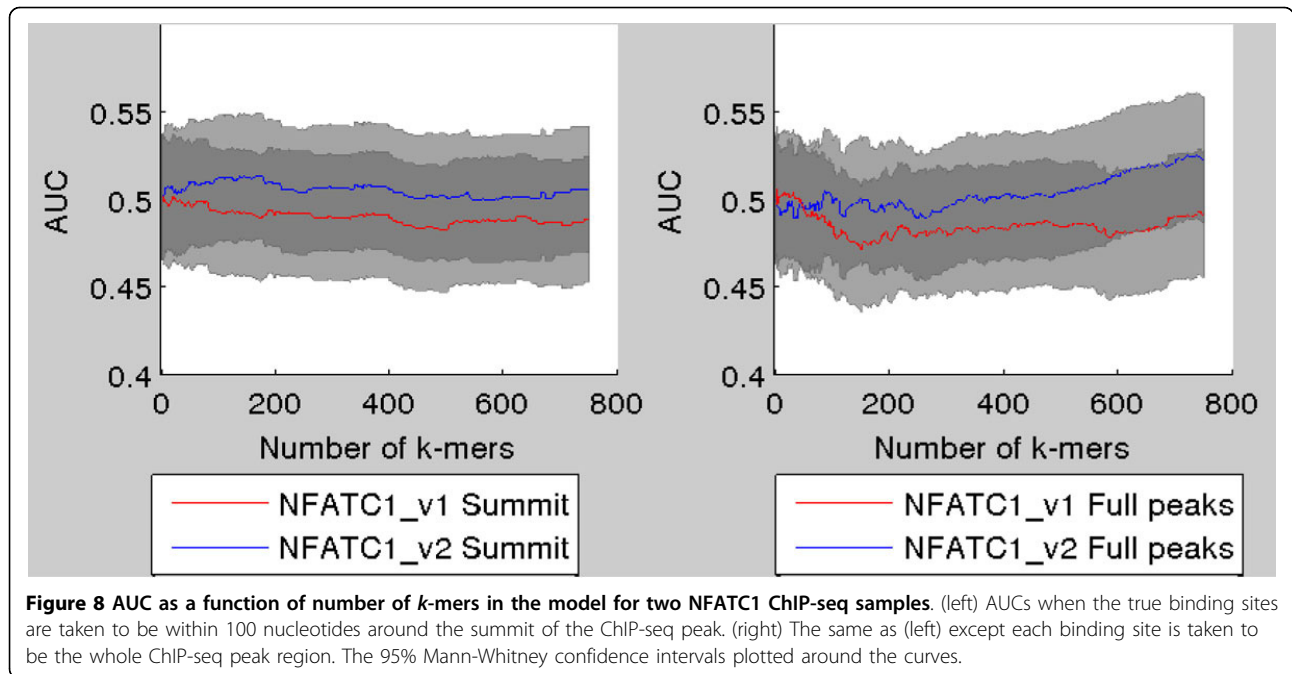 AUC
0.55
0.5
0.45
0.4
0 200 400 600 800
Number of k-mers
NFATC1_v1 Summit
NFATC1_v2 Summit
AUC
0.55
0.5
0.45
0.4
0 200 400 600 800
Number of k-mers
NFATC1_v1 Full peaks
NFATC1_v2 Full peaks
Figure 8 AUC as a function of number of k-mers in the model for two NFATC1 ChIP-seq samples. (left) AUCs when the true binding sites
are taken to be within 100 nucleotides around the summit of the ChIP-seq peak. (right) The same as (left) except each binding site is taken to
be the whole ChIP-seq peak region. The 95% Mann-Whitney confidence intervals plotted around the curves.